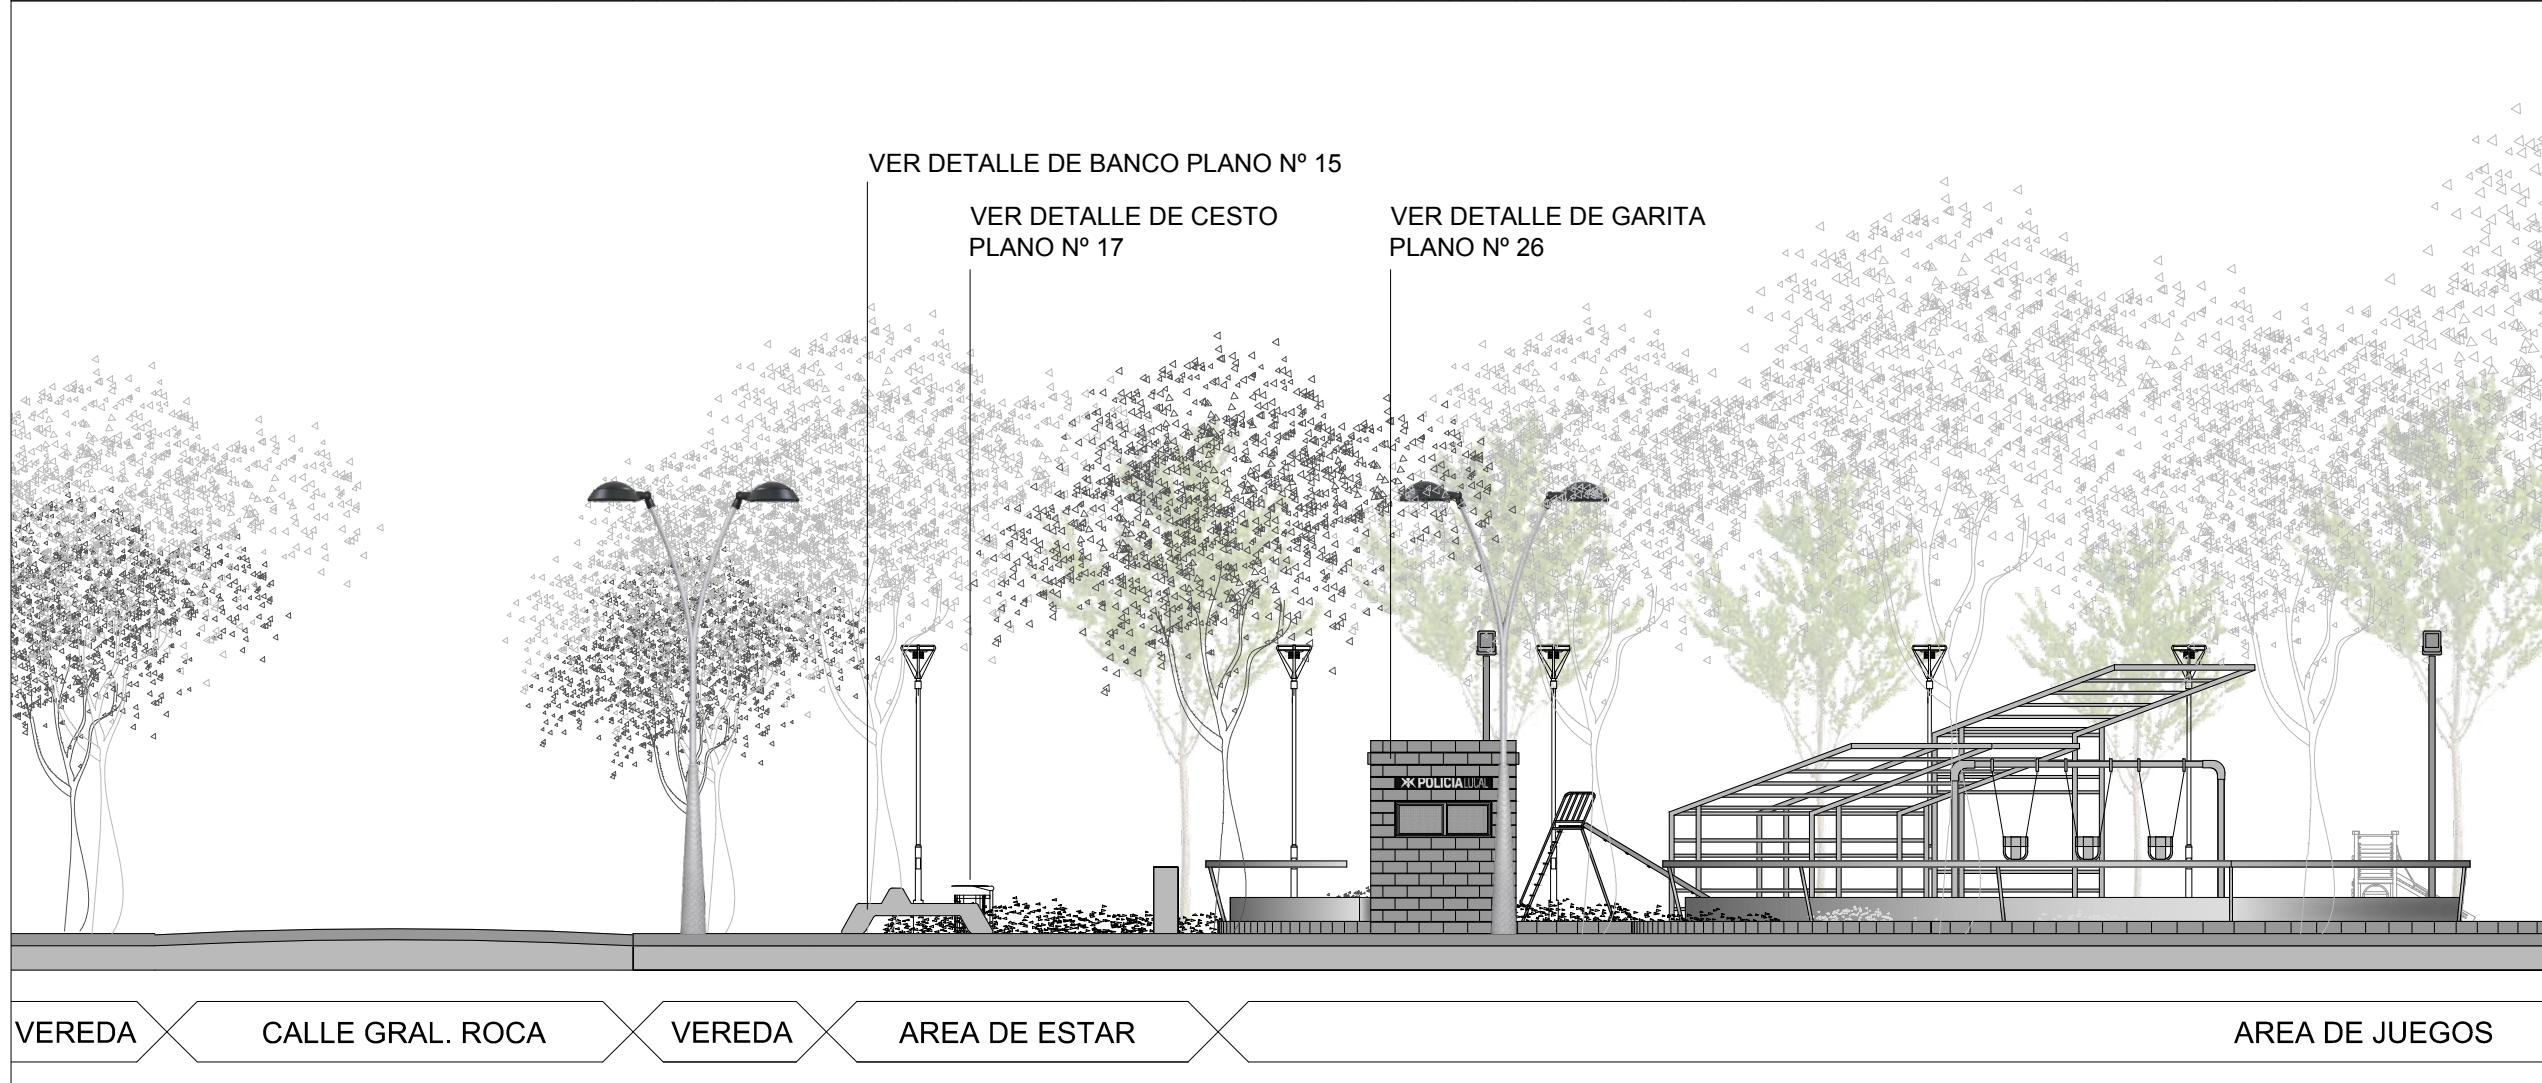 VER DETALLE DE BANCO PLANO Nº 15
VER DETALLE DE CESTO
PLANO Nº 17
VER DETALLE DE GARITA
PLANO Nº 26
POLICIA LOCAL
VEREDA
CALLE GRAL. ROCA
VEREDA
AREA DE ESTAR
AREA DE JUEGOS